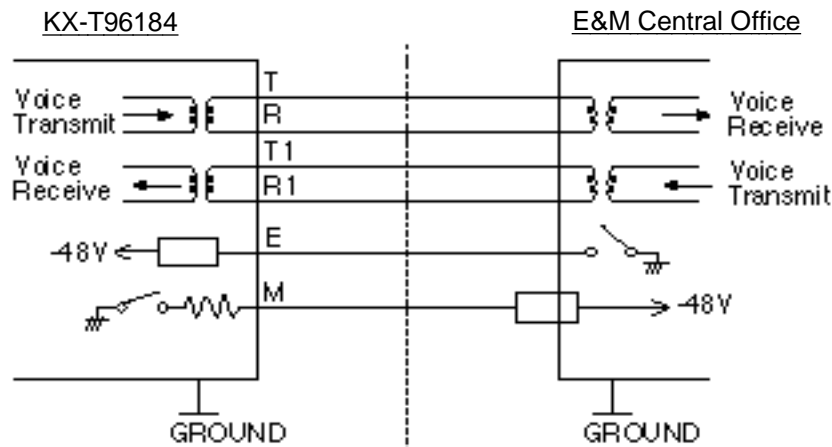 KX-T96184
E&M Central Office
Voice
Transmit
T
R
Voice
Receive
Voice
Receive
T1
R1
Voice
Transmit
-48V
E
M
-48V
GROUND
GROUND